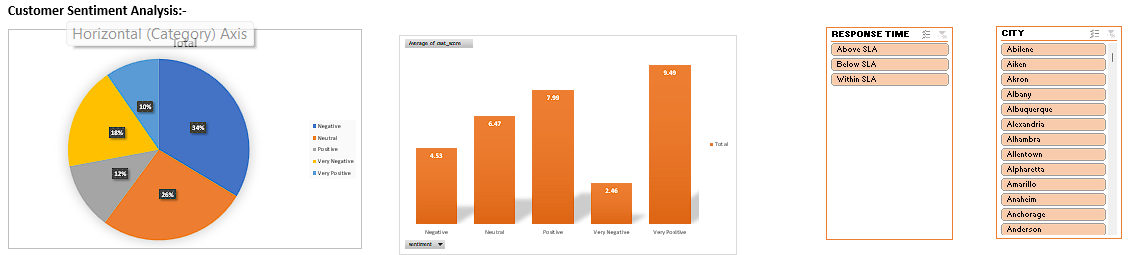 Customer Sentiment Analysis:-
Horizontal (Category) Axis
Total
34%
26%
12%
18%
10%
Negative
Neutral
Positive
Very Negative
Very Positive
Average of csat_score
4.53
6.47
7.99
2.46
9.49
Total
Negative
Neutral
Positive
Very Negative
Very Positive
sentiment
RESPONSE TIME
Above SLA
Below SLA
Within SLA
CITY
Abilene
Aiken
Akron
Albany
Albuquerque
Alexandria
Alhambra
Allentown
Alpharetta
Amarillo
Anaheim
Anchorage
Anderson